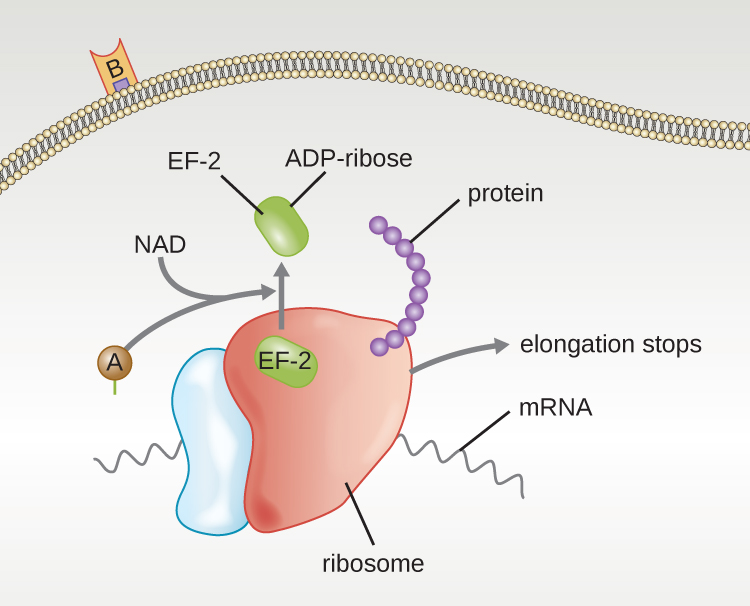 B
EF-2
ADP-ribose
protein
NAD
A
EF-2
elongation stops
mRNA
ribosome